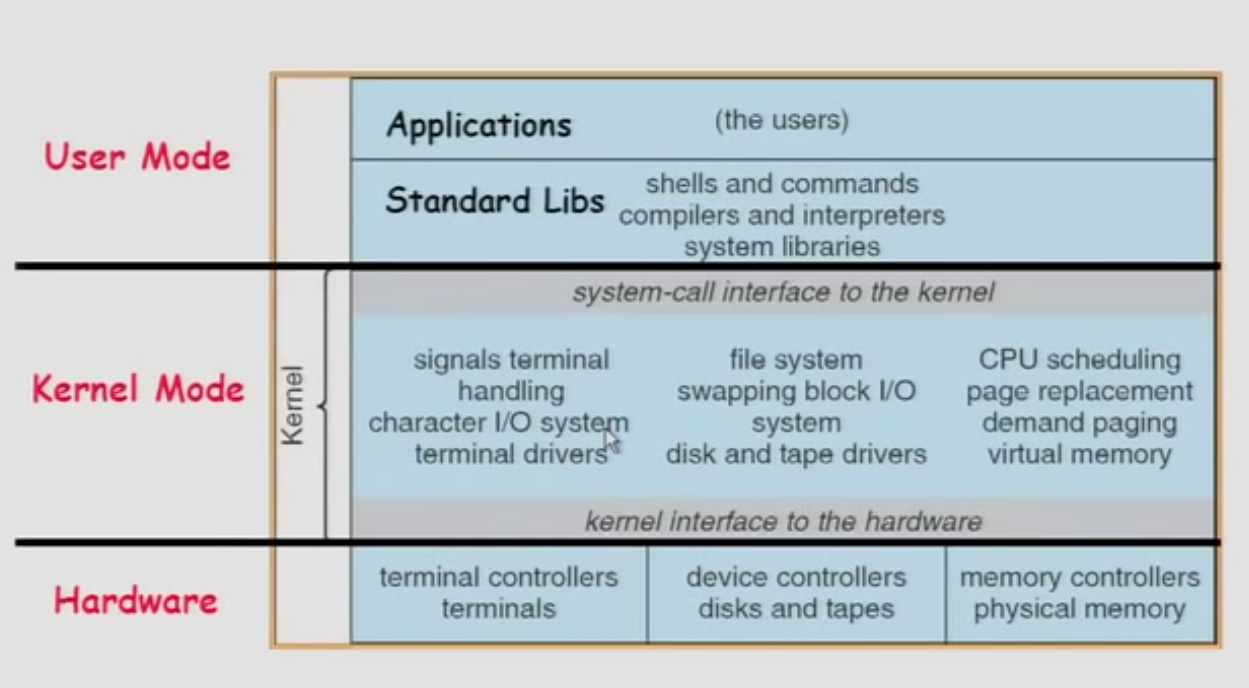 User Mode
Applications
(the users)
Standard Libs
shells and commands
compilers and interpreters
system libraries
Kernel Mode
Kernel
system-call interface to the kernel
signals terminal
handling
character I/O system
terminal drivers
file system
swapping block I/O
system
disk and tape drivers
CPU scheduling
page replacement
demand paging
virtual memory
kernel interface to the hardware
Hardware
terminal controllers
terminals
device controllers
disks and tapes
memory controllers
physical memory